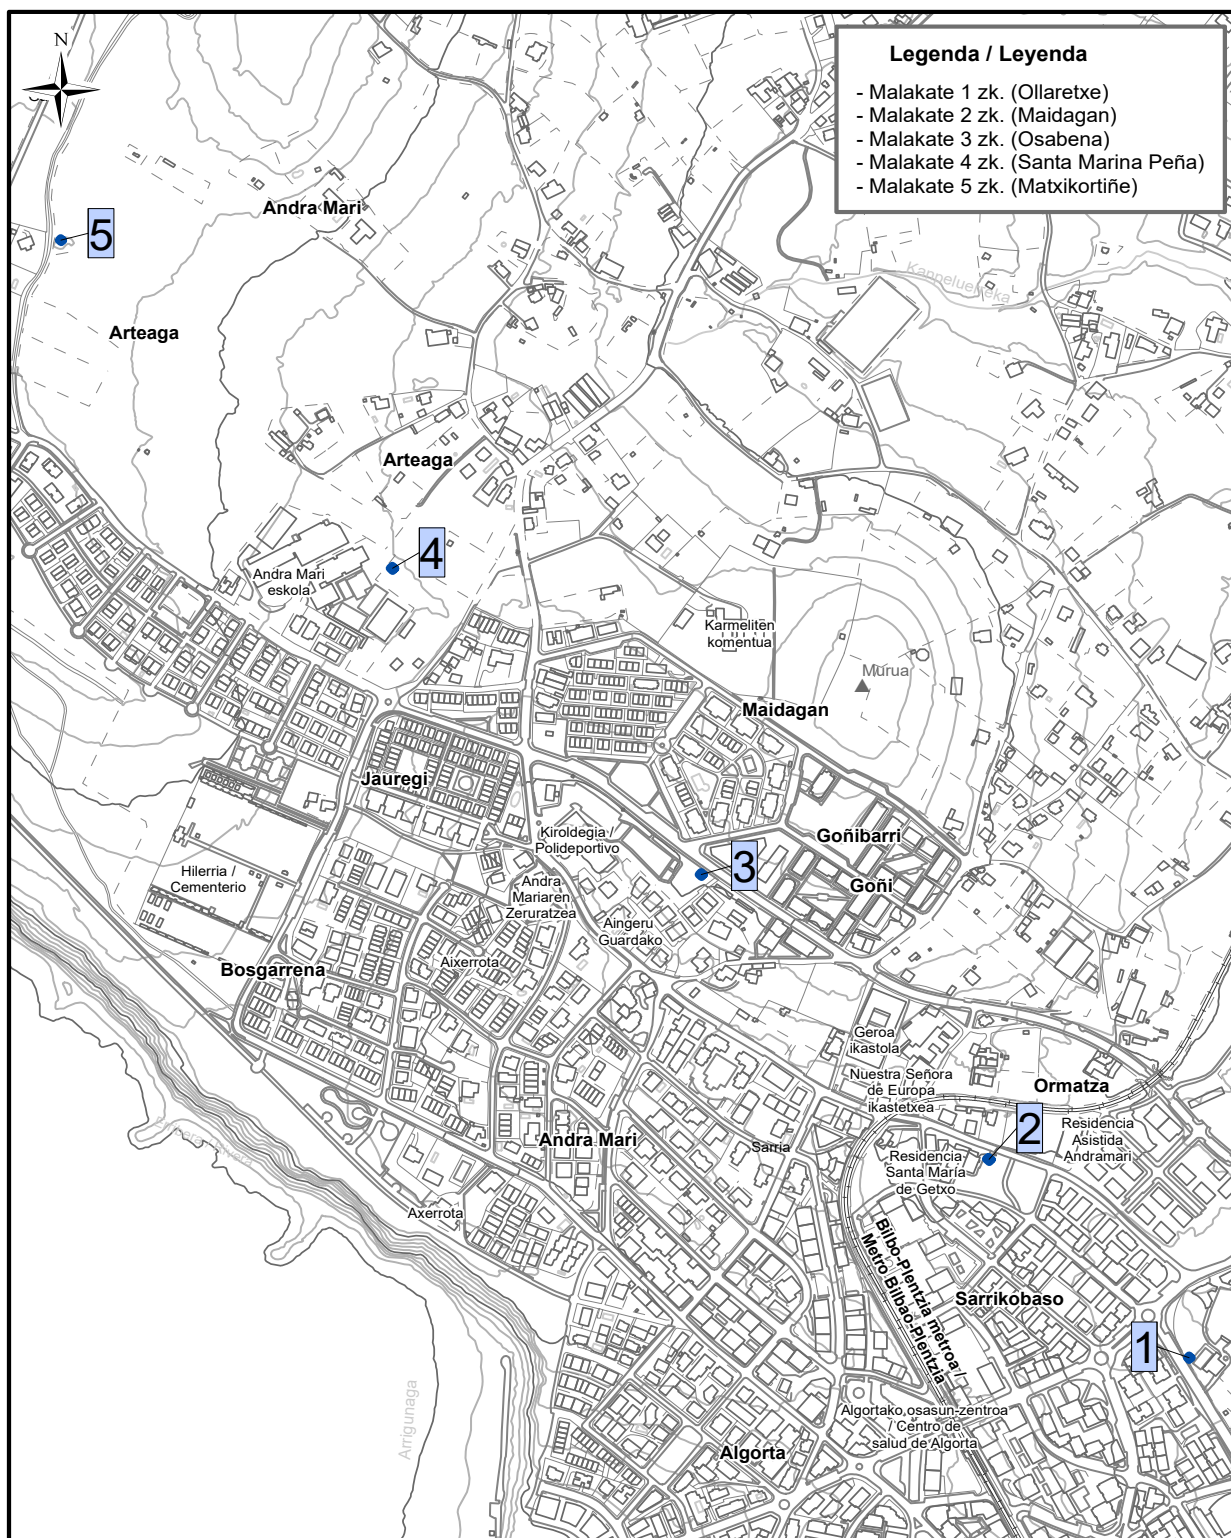 N
Legenda / Leyenda
- Malakate 1 zk. (Ollaretxe)
- Malakate 2 zk. (Maidagan)
- Malakate 3 zk. (Osabena)
- Malakate 4 zk. (Santa Marina Peña)
- Malakate 5 zk. (Matxikortiñe)
Andra Mari
5
Arteaga
Arteaga
4
Andra Mari
eskola
Karmeliten
komentua
Murua
Maidagan
Jauregi
Kiroldegia /
Polideportivo
Goñibarri
3
Goñi
Hilerria /
Cementerio
Andra
Mariaren
Zeruratzea
Aingeru
Guardako
Bosgarrena
Aixerrota
Geroa
ikastola
Nuestra Señora
de Europa
ikastetxea
Ormatza
2
Residencia
Asistida
Andramari
Andra Mari
Sarria
Residencia
Santa María
de Getxo
Axerrota
Bilbo-Plentzia metroa /
Metro Bilbao-Plentzia
Sarrikobaso
1
Arrigunaga
Algortako osasun-zentroa
/ Centro de
salud de Algorta
Algorta